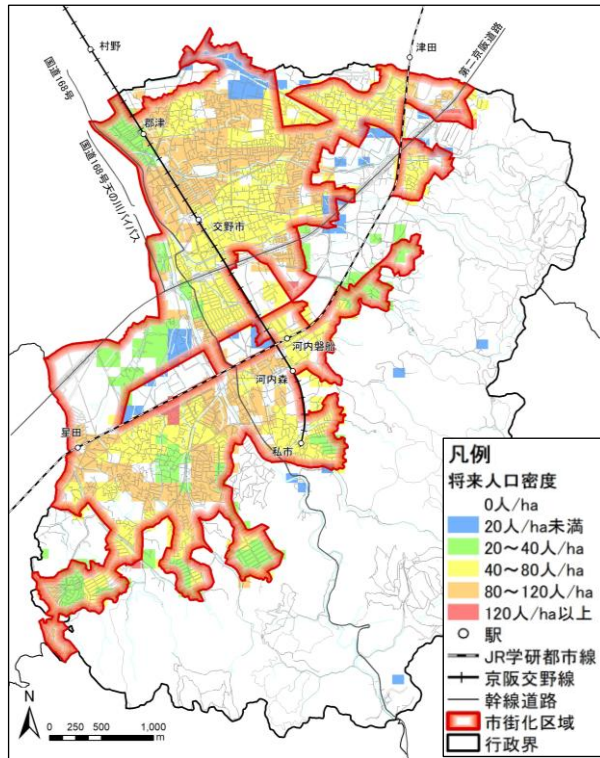 村野
津田
第二京阪道路
国道168号
郡津
国道168号天の川バイパス
交野市
河内磐船
河内森
星田
私市
凡例
将来人口密度
0人/ha
20人/ha未満
20～40人/ha
40～80人/ha
80～120人/ha
120人/ha以上
駅
JR学研都市線
京阪交野線
幹線道路
市街化区域
行政界
N
0 250 500 1,000
m